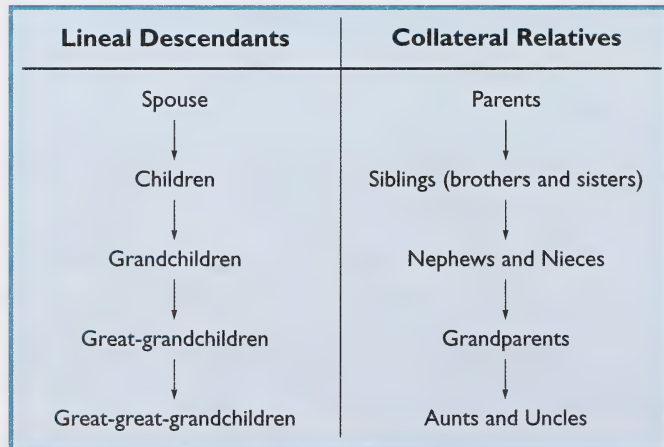 Lineal Descendants
Spouse
Children
Grandchildren
Great-grandchildren
Great-great-grandchildren
Collateral Relatives
Parents
Siblings (brothers and sisters)
Nephews and Nieces
Grandparents
Aunts and Uncles